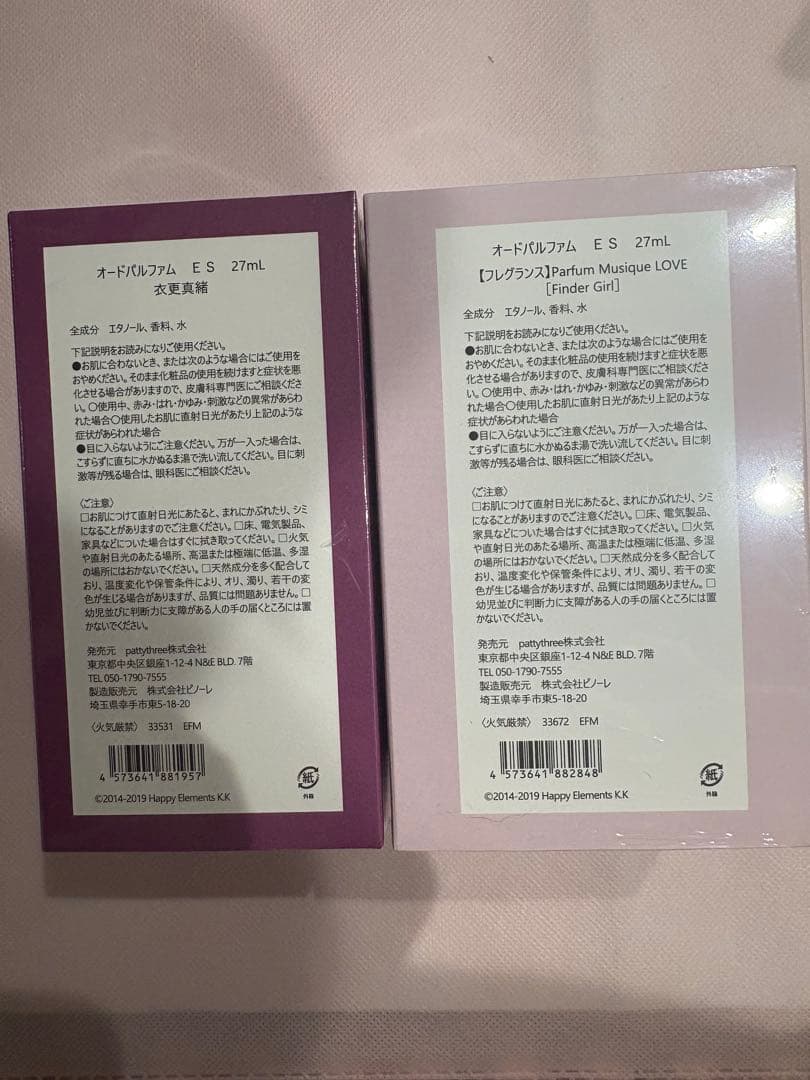 オードパルファム ES 27mL
衣更真緒
全成分 エタノール、香料、水
下記説明をお読みになりご使用ください。
●お肌に合わないとき、または次のような場合にはご使用を
おやめください。そのまま化粧品の使用を続けますと症状を悪
化させる場合がありますので、皮膚科専門医にご相談くださ
い。〇使用中、赤み・はれ・かゆみ・刺激などの異常があらわ
れた場合〇使用したお肌に直射日光があたり上記のような
症状があらわれた場合
●目に入らないようにご注意ください。万が一入った場合は、
こすらずに直ちに水かぬるま湯で洗い流してください。目に刺
激等が残る場合は、眼科医にご相談ください。
〈ご注意〉
□お肌につけて直射日光にあたると、まれにかぶれたり、シミ
になることがありますのでご注意ください。□床、電気製品、
家具などについた場合はすぐに拭き取ってください。□火気
や直射日光のあたる場所、高温または極端に低温、多湿
の場所にはおかないでください。□天然成分を多く配合して
おり、温度変化や保管条件により、オリ、濁り、若干の変
色が生じる場合がありますが、品質には問題ありません。□
幼児並びに判断力に支障がある人の手の届くところには置
かないでください。
発売元 pattythree株式会社
東京都中央区銀座1-12-4 N&E BLD. 7階
TEL 050-1790-7555
製造販売元 株式会社ピノーレ
埼玉県幸手市東5-18-20
〈火気厳禁〉 33531 EFM
4 573641 881957
紙
外箱
©2014-2019 Happy Elements K.K
オードパルファム ES 27mL
【フレグランス】Parfum Musique LOVE
［Finder Girl］
全成分 エタノール、香料、水
下記説明をお読みになりご使用ください。
●お肌に合わないとき、または次のような場合にはご使用を
おやめください。そのまま化粧品の使用を続けますと症状を悪
化させる場合がありますので、皮膚科専門医にご相談くださ
い。〇使用中、赤み・はれ・かゆみ・刺激などの異常があらわ
れた場合〇使用したお肌に直射日光があたり上記のような
症状があらわれた場合
●目に入らないようにご注意ください。万が一入った場合は、
こすらずに直ちに水かぬるま湯で洗い流してください。目に刺
激等が残る場合は、眼科医にご相談ください。
〈ご注意〉
□お肌につけて直射日光にあたると、まれにかぶれたり、シミ
になることがありますのでご注意ください。□床、電気製品、
家具などについた場合はすぐに拭き取ってください。□火気
や直射日光のあたる場所、高温または極端に低温、多湿
の場所にはおかないでください。□天然成分を多く配合して
おり、温度変化や保管条件により、オリ、濁り、若干の変
色が生じる場合がありますが、品質には問題ありません。□
幼児並びに判断力に支障がある人の手の届くところには置
かないでください。
発売元 pattythree株式会社
東京都中央区銀座1-12-4 N&E BLD. 7階
TEL 050-1790-7555
製造販売元 株式会社ピノーレ
埼玉県幸手市東5-18-20
〈火気厳禁〉 33672 EFM
4 573641 882848
紙
外箱
©2014-2019 Happy Elements K.K